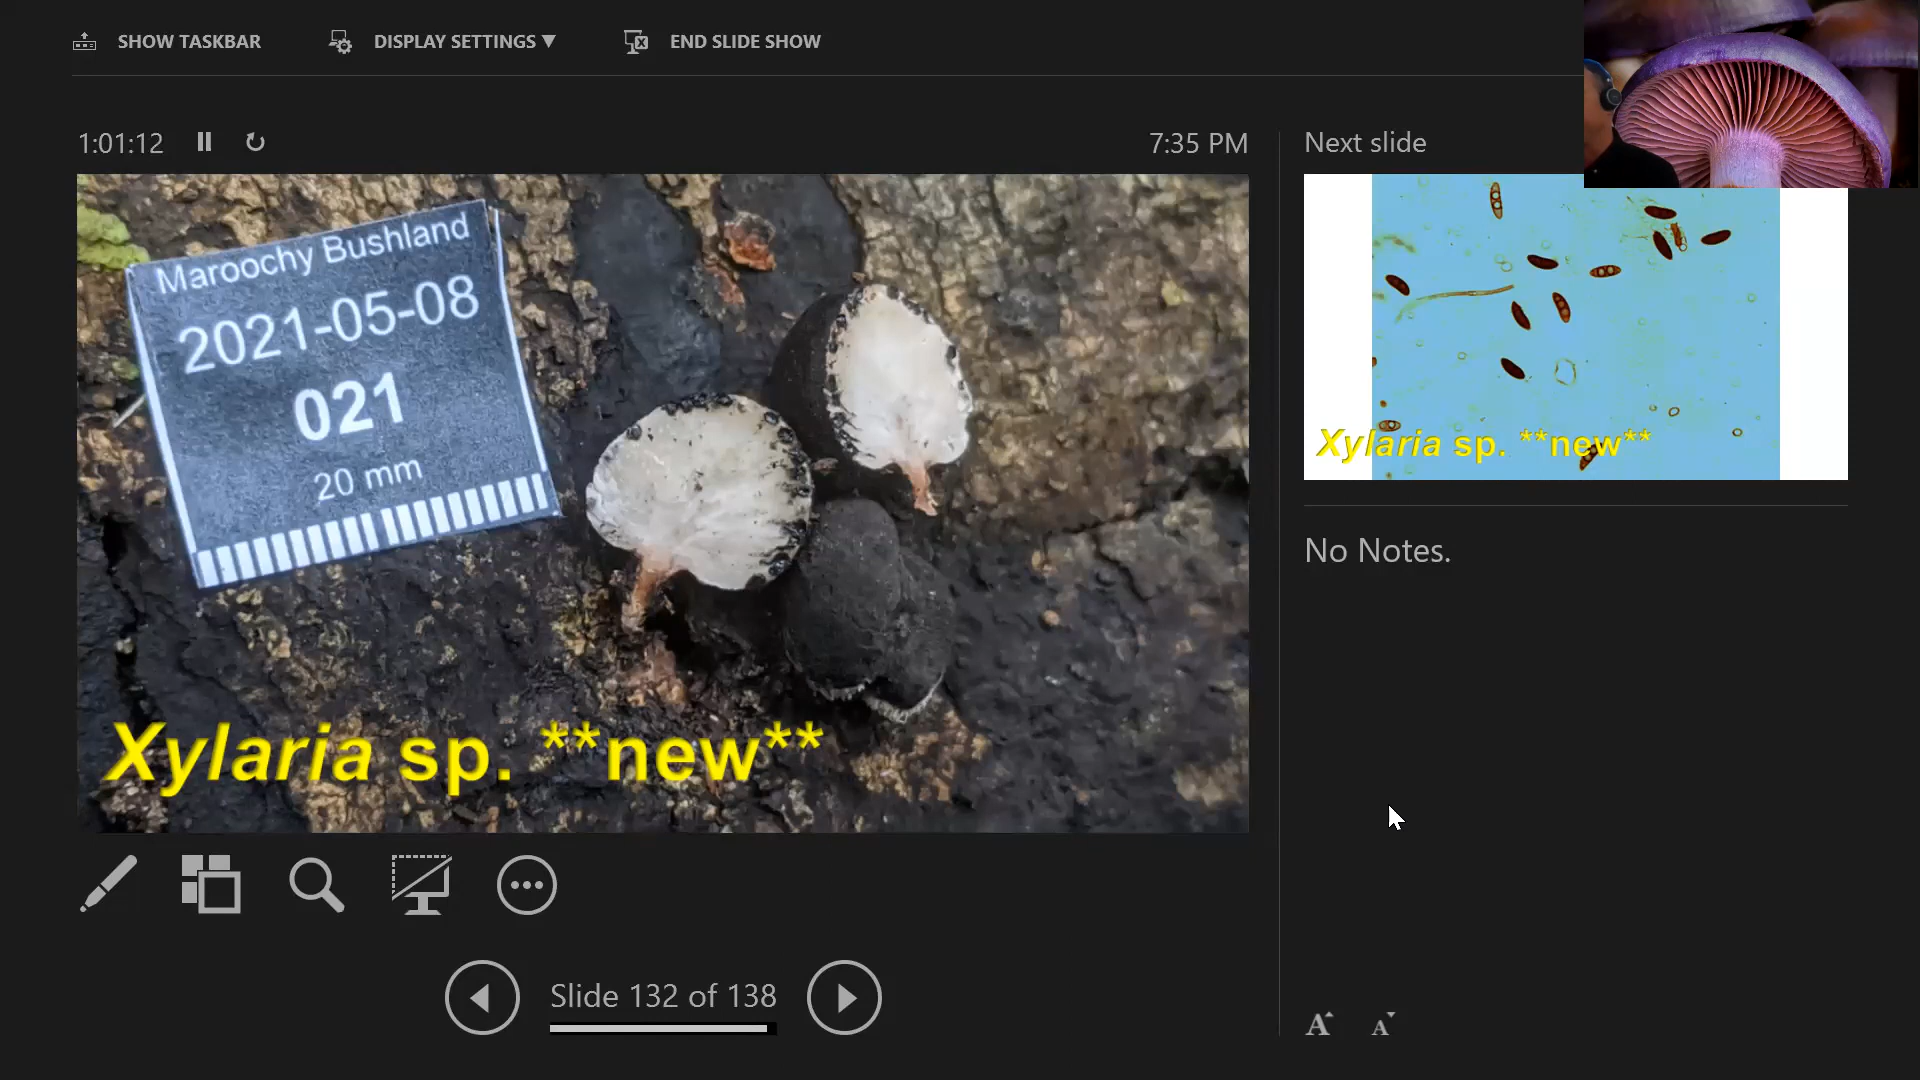 SHOW TASKBAR
DISPLAY SETTINGS ▼
END SLIDE SHOW
1:01:12
7:35 PM
Next slide
Maroochy Bushland
2021-05-08
021
20 mm
Xylaria sp. **new**
Xylaria sp. **new**
No Notes.
Slide 132 of 138
A
A